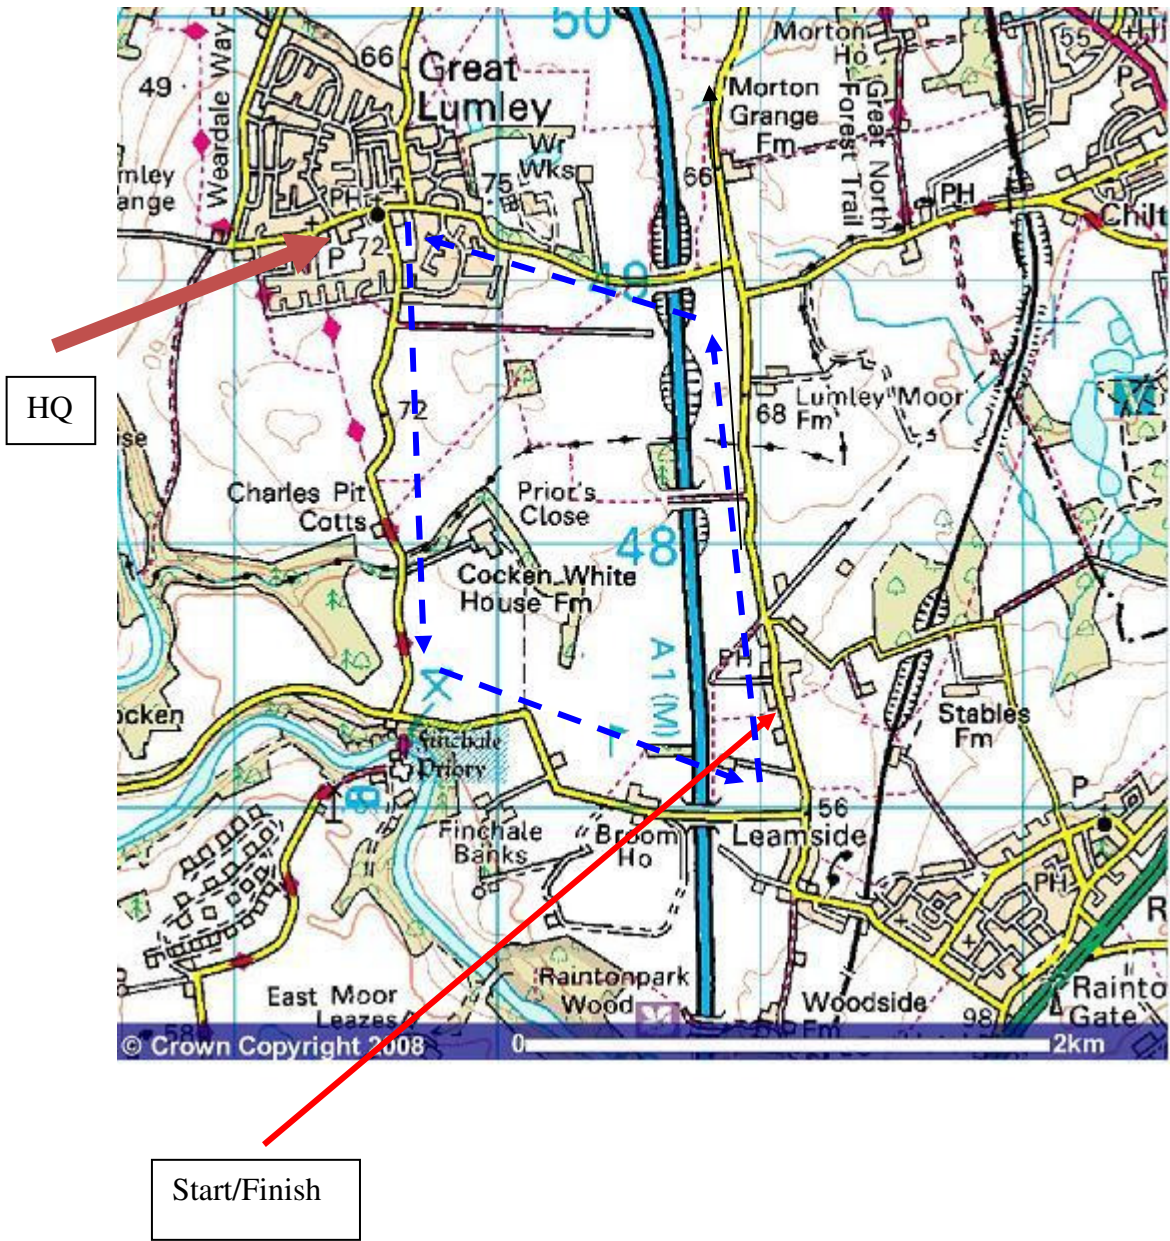 50
Morton
Ho
55
66
Great
Lumley
49
Weardale Way
Morton
Grange
Fm
Forest Trail
Great North
P
Wr
Wks
75
mley
ange
PH
66
PH
Chilt
72
P
49
HQ
72
68
Lumley Moor
Fm
se
Charles Pit
Cotts
Prior's
Close
48
Cocken White
House Fm
A1(M)
PH
ocken
Stables
Fm
Finchale
Priory
P
56
Finchale
Banks
Broom
Ho
Leamside
PH
R
East Moor
Leazes
Raintonpark
Wood
Woodside
Fm
98
Rainto
Gate
58
© Crown Copyright 2008
0
2km
Start/Finish